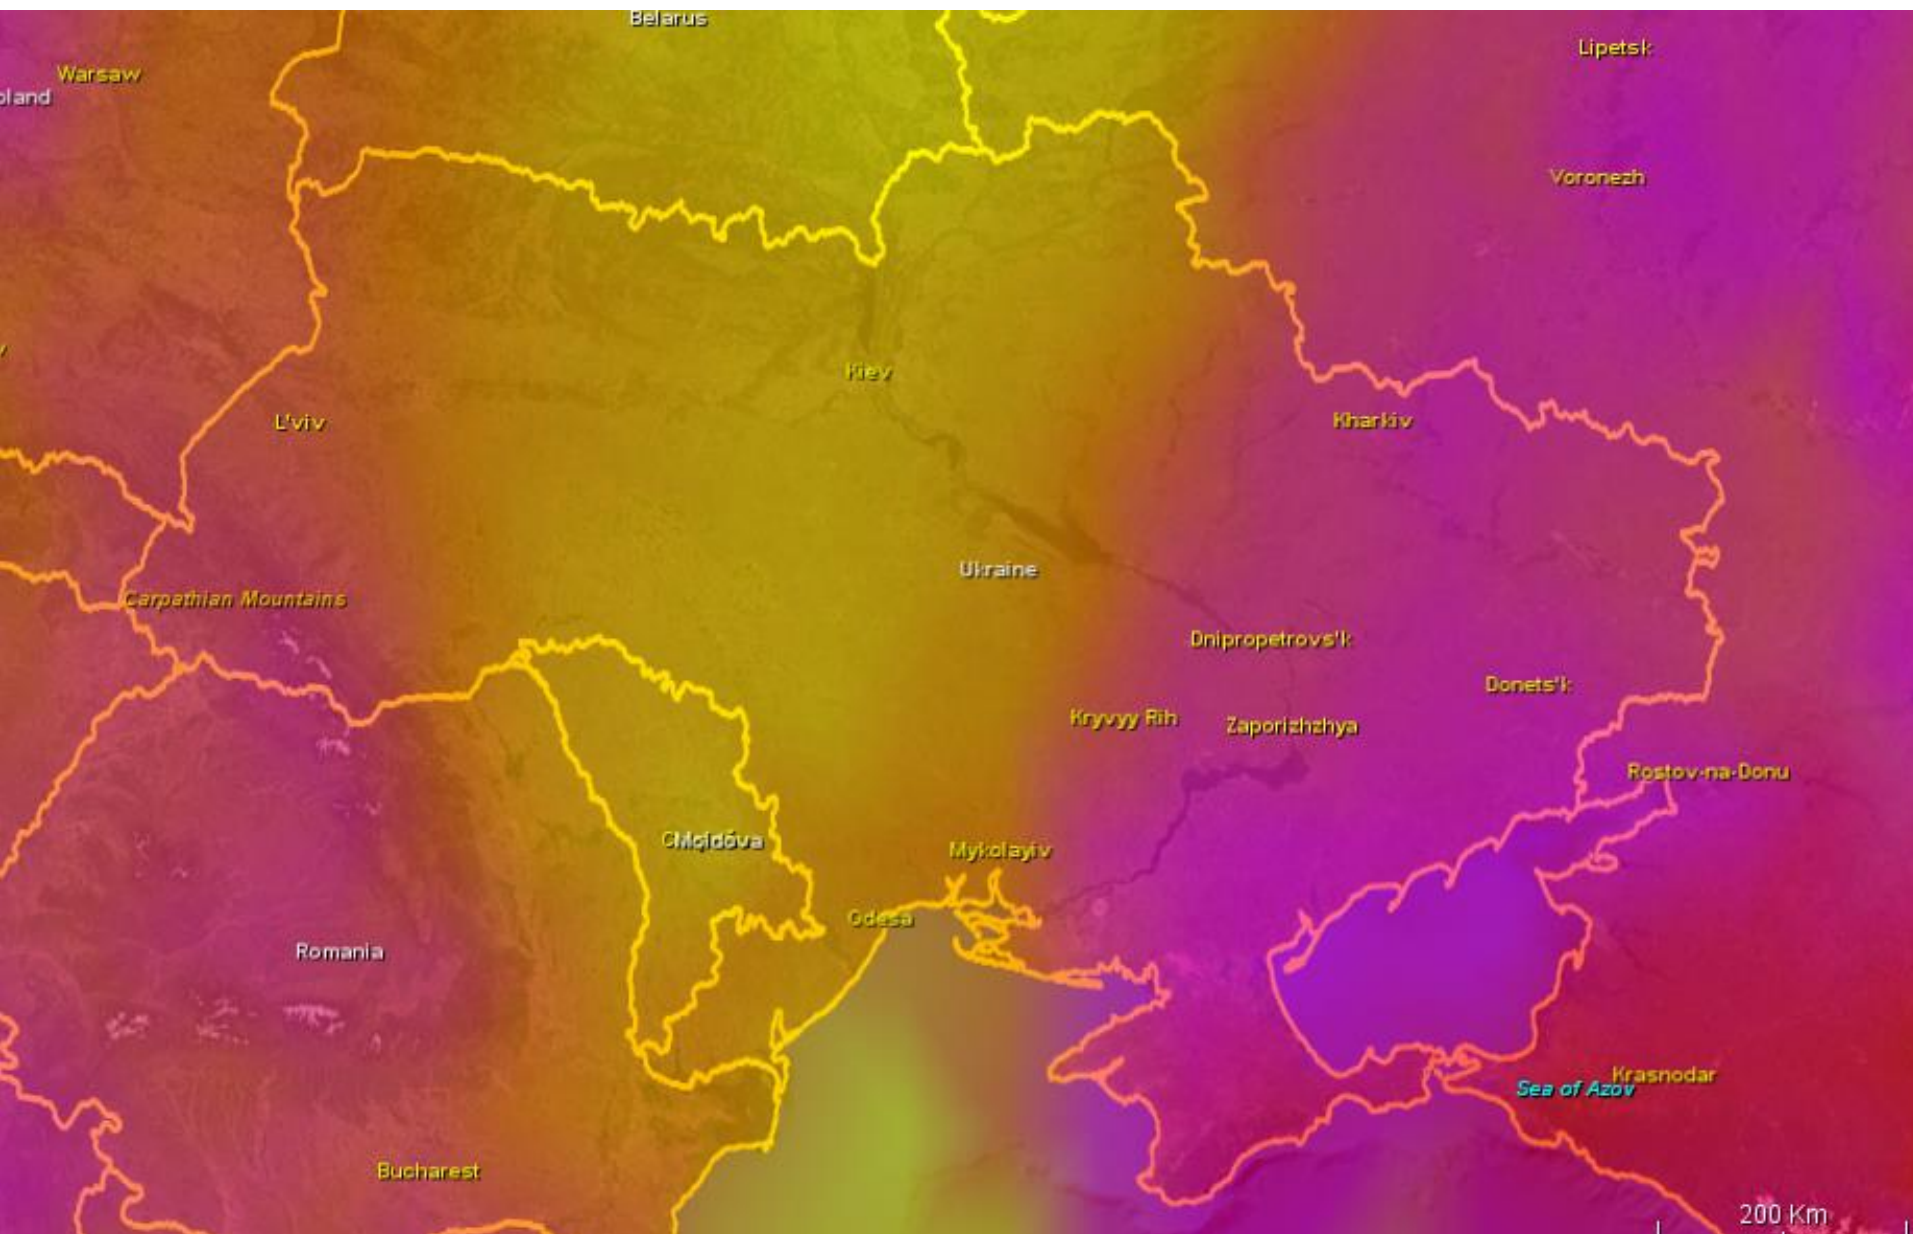 Belarus
Lipetsk
Warsaw
oland
Voronezh
Kiev
L'viv
Kharkiv
Ukraine
Carpathian Mountains
Dnipropetrovs'k
Donets'k
Kryvyy Rih
Zaporizhzhya
Rostov-na-Donu
Moldova
Mykolayiv
Odesa
Romania
Krasnodar
Sea of Azov
Bucharest
200 Km